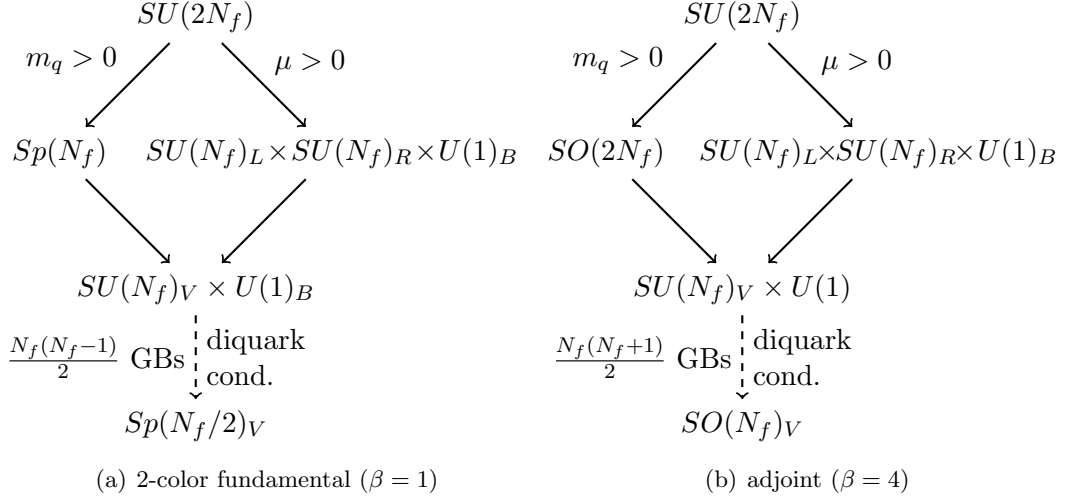 SU(2N_f)
m_q > 0
μ > 0
Sp(N_f)
SU(N_f)_L × SU(N_f)_R × U(1)_B
SU(N_f)_V × U(1)_B
N_f(N_f−1)/2 GBs
diquark
cond.
Sp(N_f/2)_V
(a) 2-color fundamental (β = 1)
SU(2N_f)
m_q > 0
μ > 0
SO(2N_f)
SU(N_f)_L × SU(N_f)_R × U(1)_B
SU(N_f)_V × U(1)
N_f(N_f+1)/2 GBs
diquark
cond.
SO(N_f)_V
(b) adjoint (β = 4)